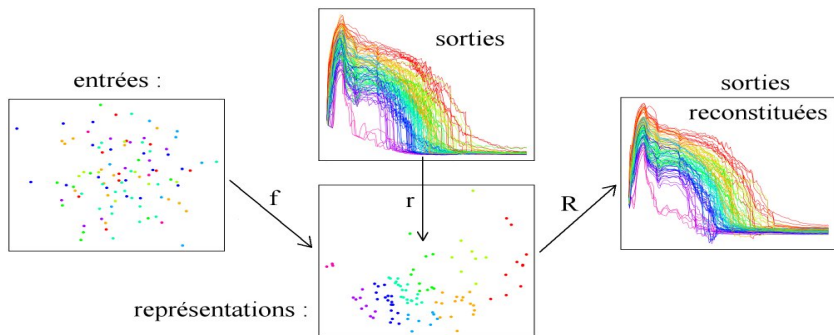 entrées :
sorties
sorties
reconstituées
f
r
R
représentations :